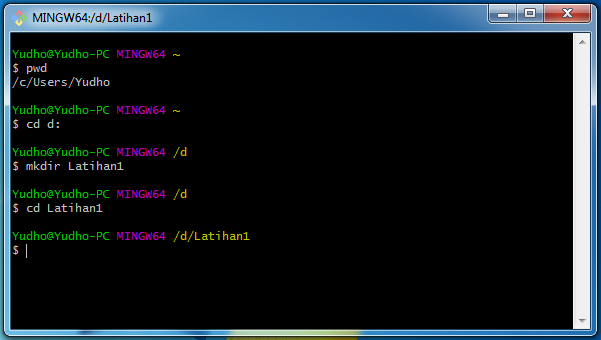 MINGW64:/d/Latihan1
Yudho@Yudho-PC MINGW64 ~
$ pwd
/c/Users/Yudho
Yudho@Yudho-PC MINGW64 ~
$ cd d:
Yudho@Yudho-PC MINGW64 /d
$ mkdir Latihan1
Yudho@Yudho-PC MINGW64 /d
$ cd Latihan1
Yudho@Yudho-PC MINGW64 /d/Latihan1
$